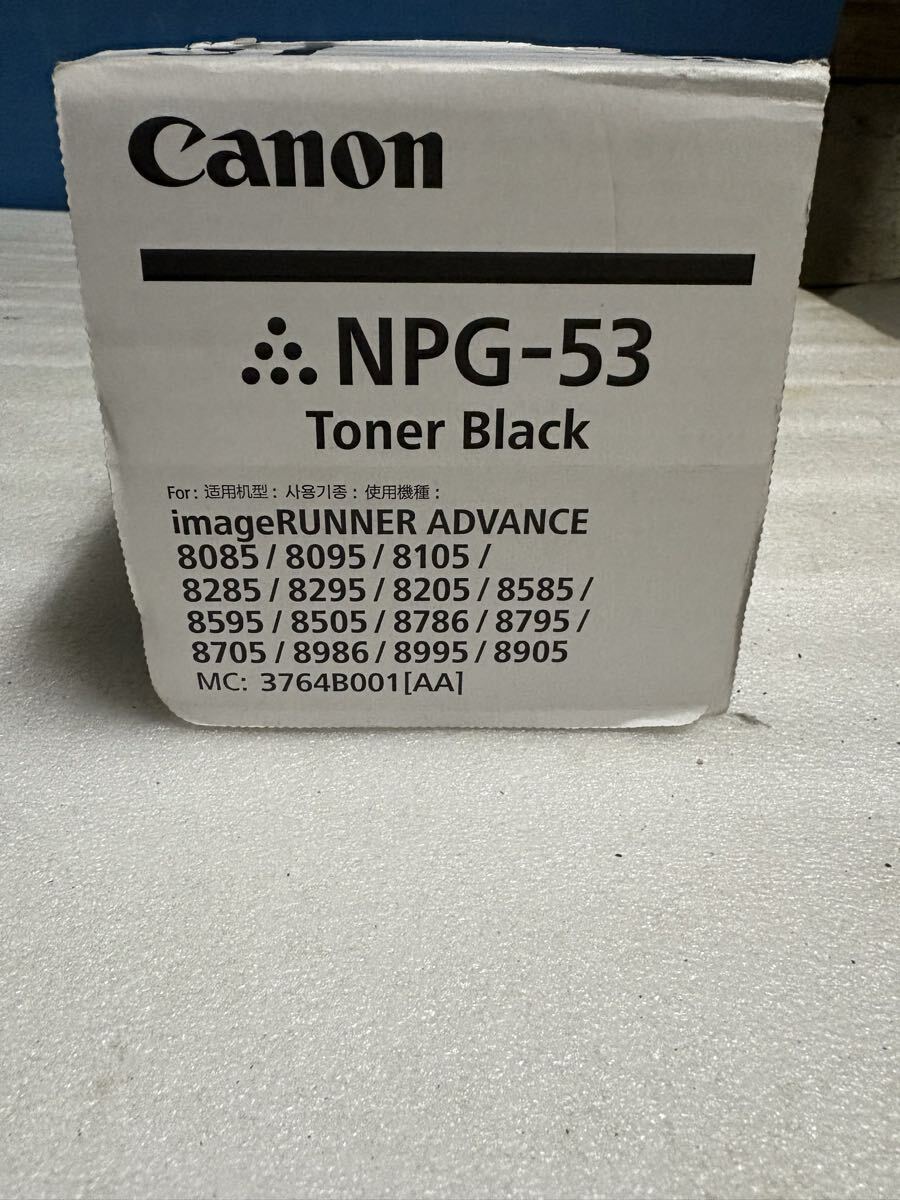 Canon
NPG-53
Toner Black
For: 适用机型: 사용기종: 使用機種:
imageRUNNER ADVANCE
8085 / 8095 / 8105 /
8285 / 8295 / 8205 / 8585 /
8595 / 8505 / 8786 / 8795 /
8705 / 8986 / 8995 / 8905
MC: 3764B001[AA]